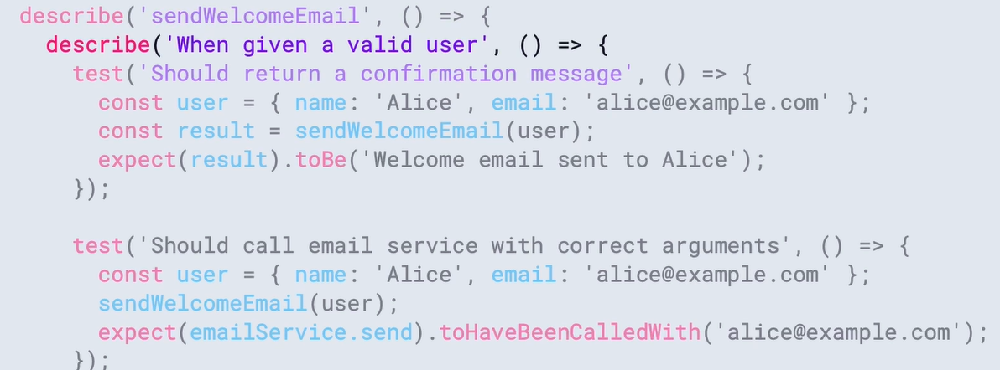 describe('sendWelcomeEmail', () => {
describe('When given a valid user', () => {
test('Should return a confirmation message', () => {
const user = { name: 'Alice', email: 'alice@example.com' };
const result = sendWelcomeEmail(user);
expect(result).toBe('Welcome email sent to Alice');
});
test('Should call email service with correct arguments', () => {
const user = { name: 'Alice', email: 'alice@example.com' };
sendWelcomeEmail(user);
expect(emailService.send).toHaveBeenCalledWith('alice@example.com');
});